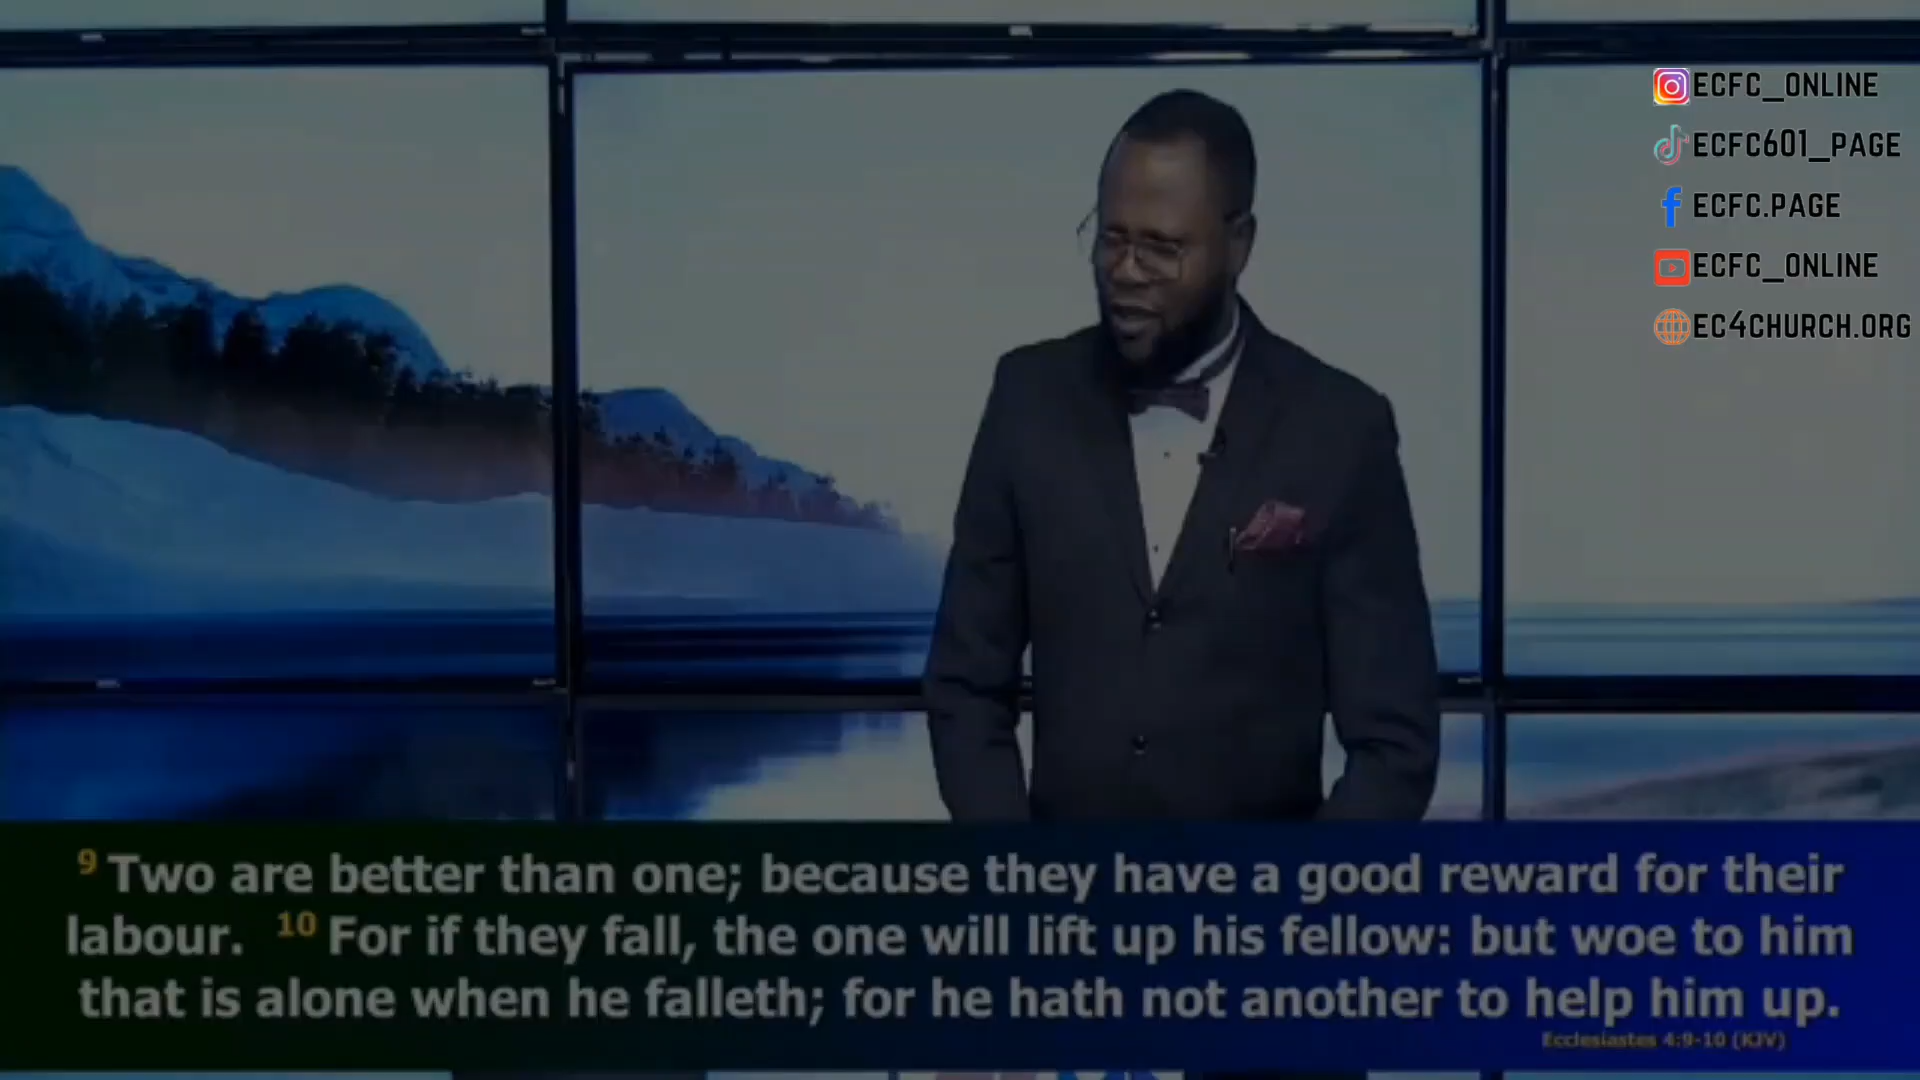 ECFC_ONLINE
ECFC601_PAGE
ECFC.PAGE
ECFC_ONLINE
EC4CHURCH.ORG
9 Two are better than one; because they have a good reward for their
labour. 10 For if they fall, the one will lift up his fellow: but woe to him
that is alone when he falleth; for he hath not another to help him up.
Ecclesiastes 4:9-10 (KJV)